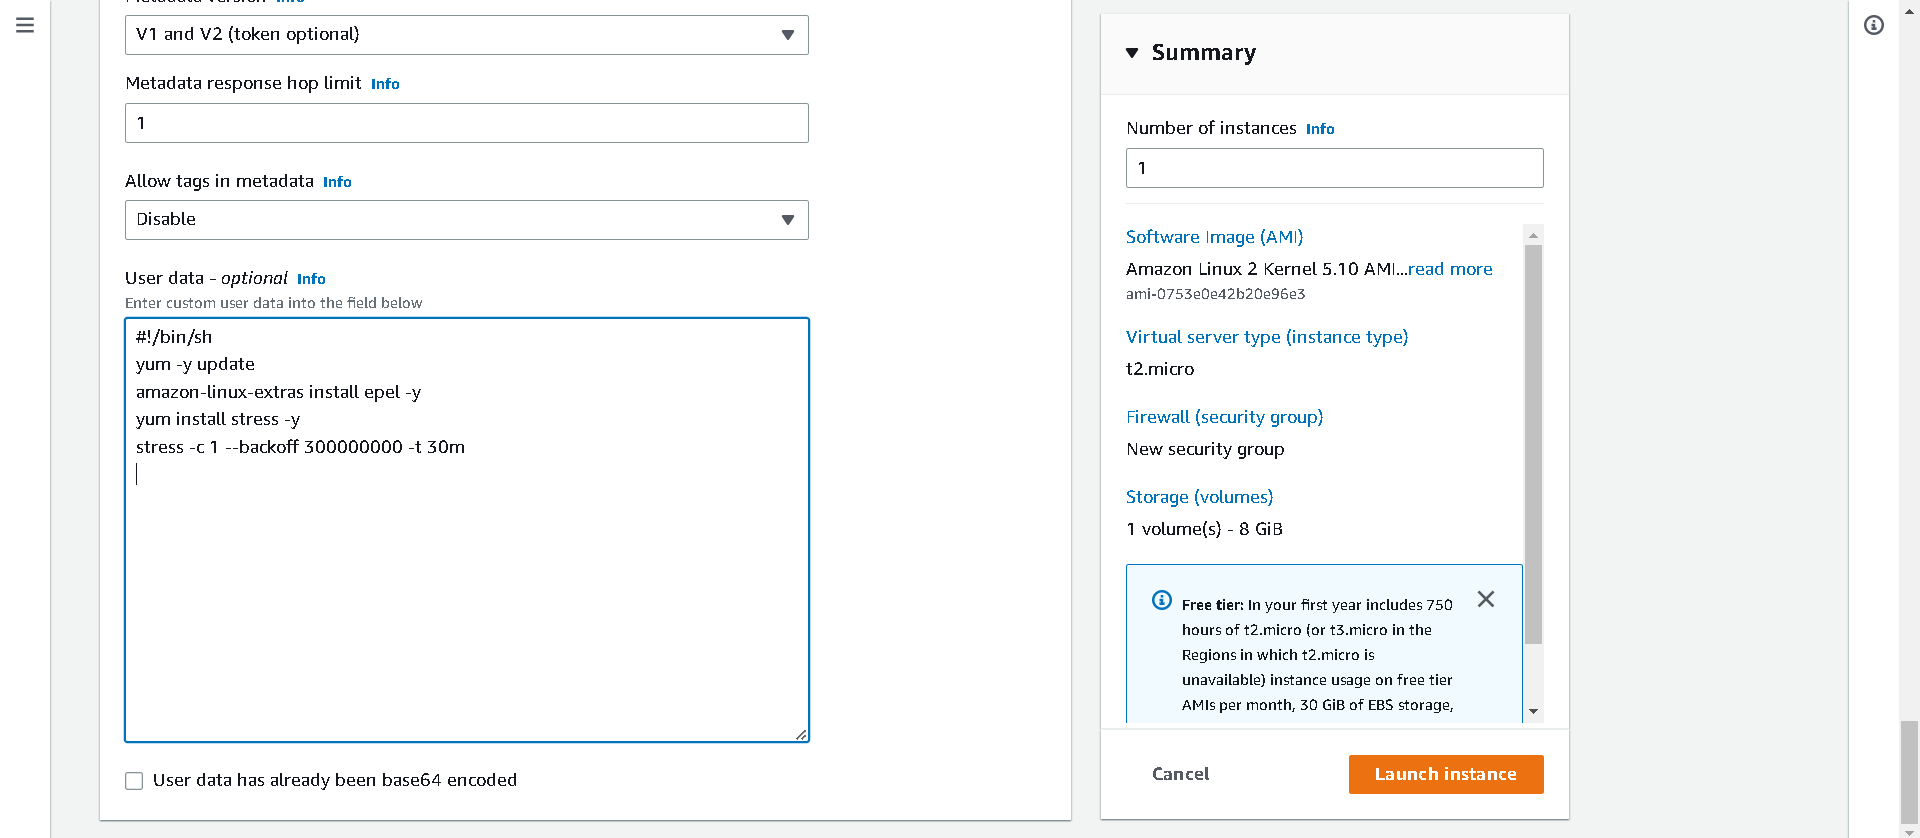 Metadata version Info
V1 and V2 (token optional)
Metadata response hop limit Info
1
Allow tags in metadata Info
Disable
User data - optional Info
Enter custom user data into the field below
#!/bin/sh
yum -y update
amazon-linux-extras install epel -y
yum install stress -y
stress -c 1 --backoff 300000000 -t 30m
User data has already been base64 encoded
Summary
Number of instances Info
1
Software Image (AMI)
Amazon Linux 2 Kernel 5.10 AMI...read more
ami-0753e0e42b20e96e3
Virtual server type (instance type)
t2.micro
Firewall (security group)
New security group
Storage (volumes)
1 volume(s) - 8 GiB
Free tier: In your first year includes 750
hours of t2.micro (or t3.micro in the
Regions in which t2.micro is
unavailable) instance usage on free tier
AMIs per month, 30 GiB of EBS storage,
Cancel
Launch instance